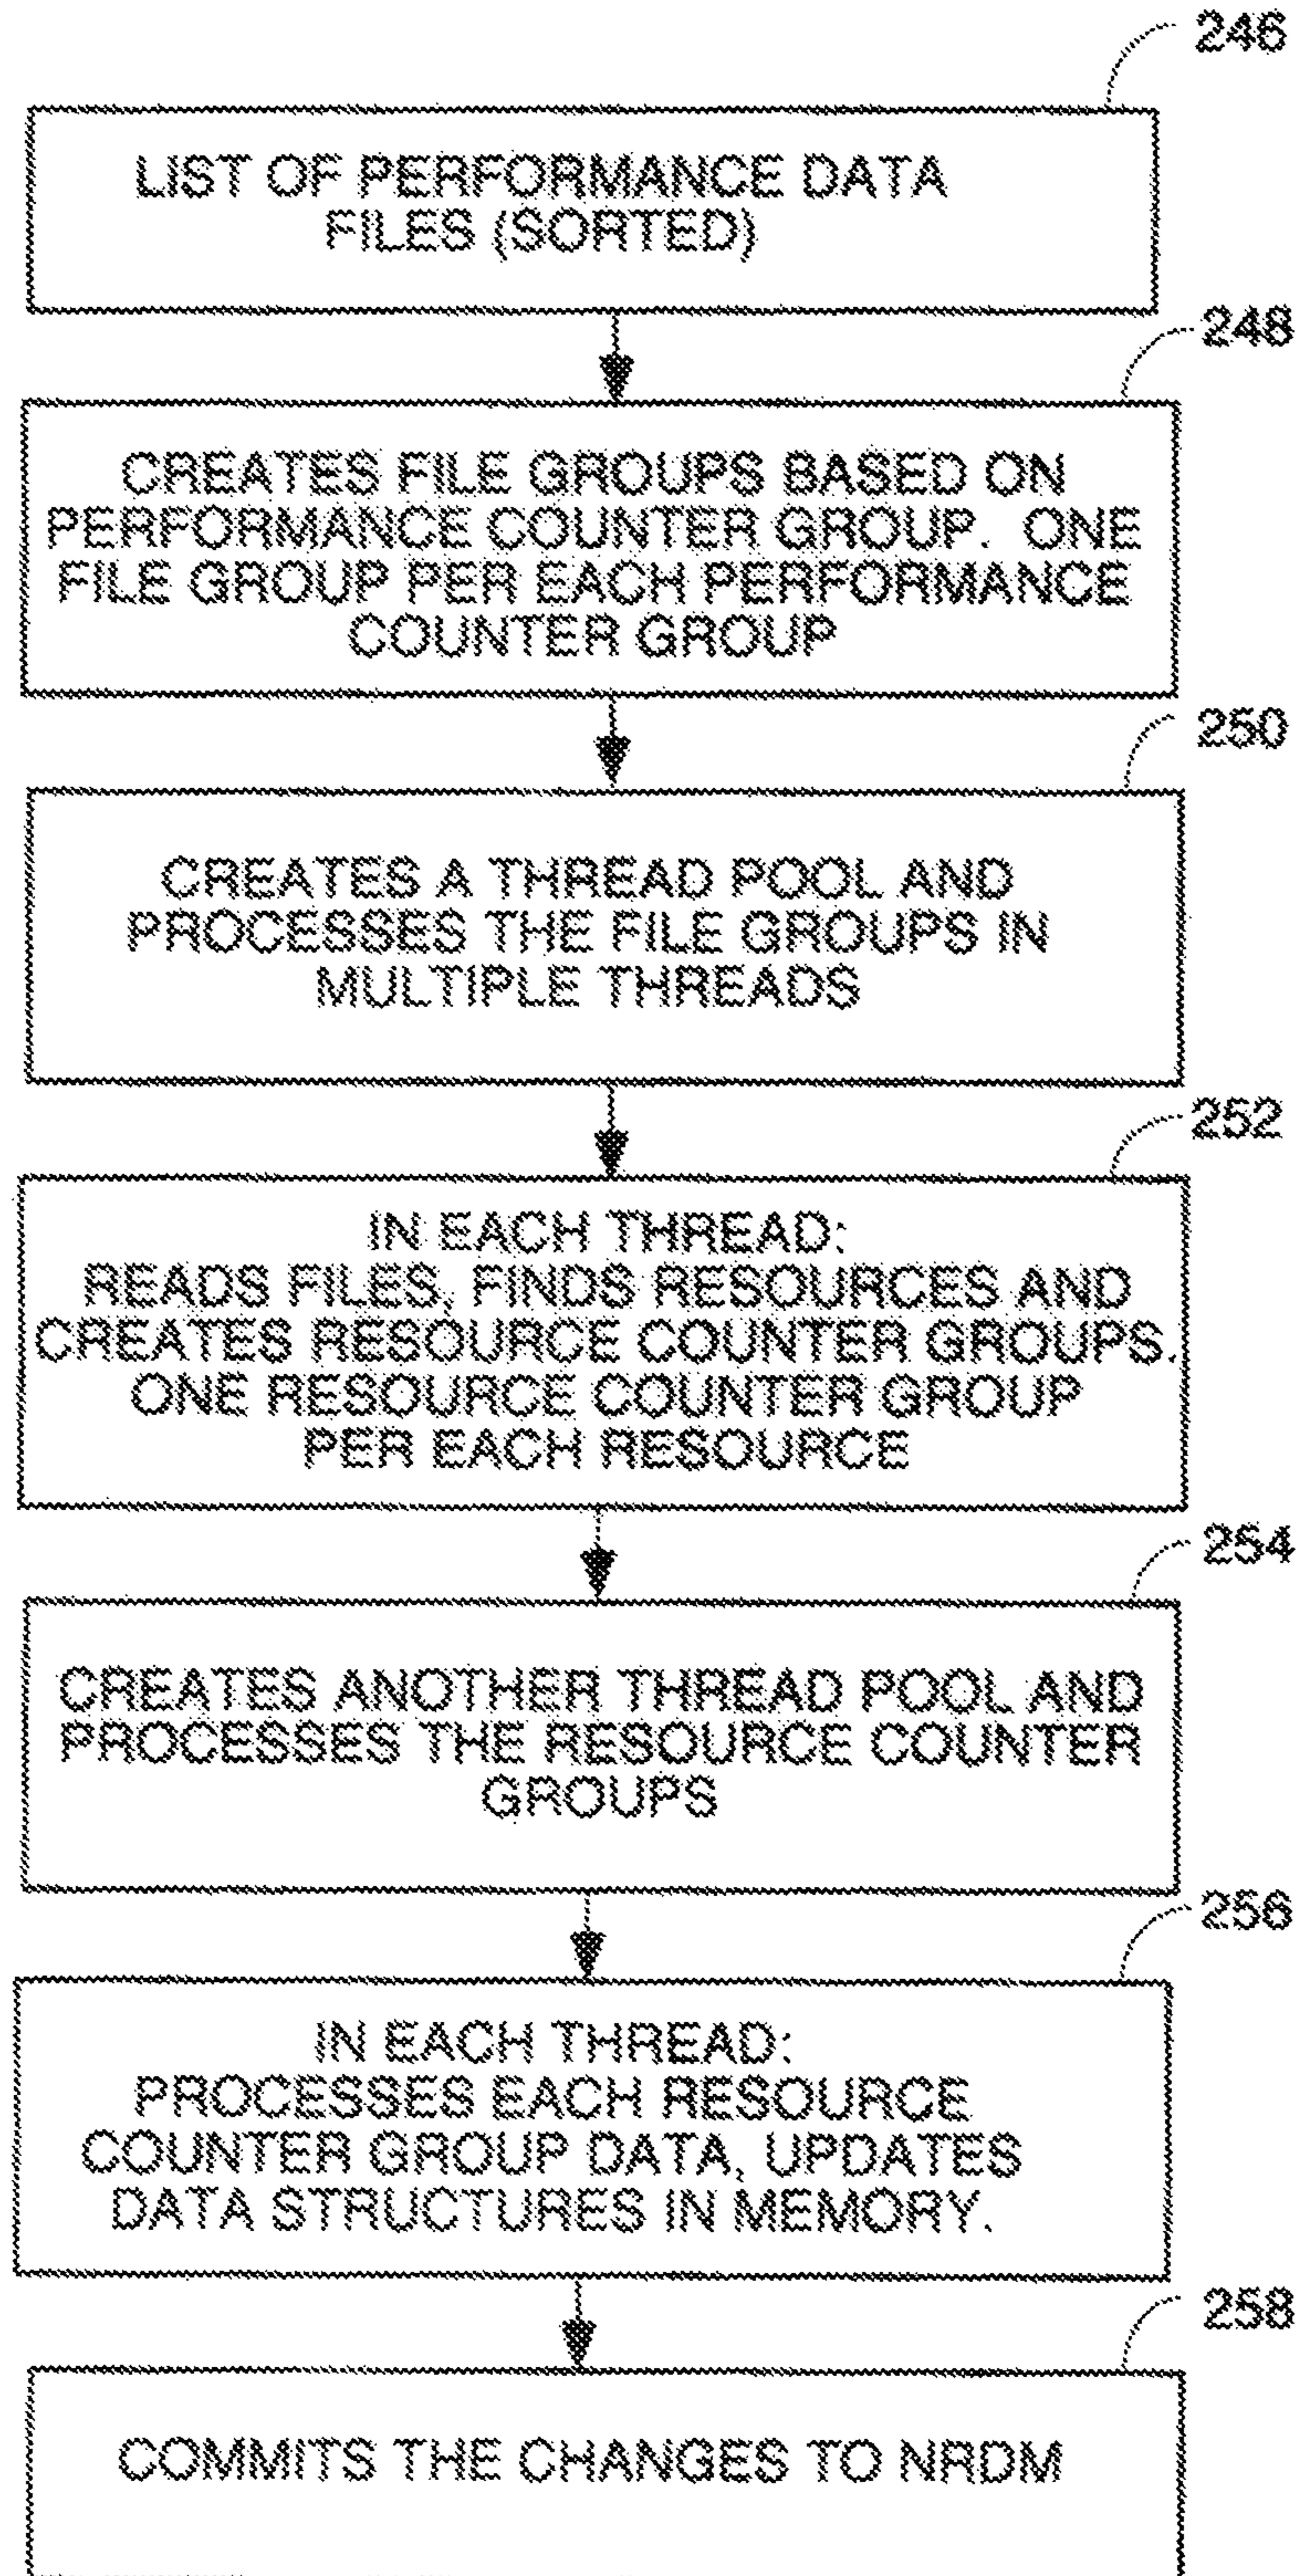 246
LIST OF PERFORMANCE DATA
FILES (SORTED)
248
CREATES FILE GROUPS BASED ON
PERFORMANCE COUNTER GROUP. ONE
FILE GROUP PER EACH PERFORMANCE
COUNTER GROUP
250
CREATES A THREAD POOL AND
PROCESSES THE FILE GROUPS IN
MULTIPLE THREADS
252
IN EACH THREAD:
READS FILES, FINDS RESOURCES AND
CREATES RESOURCE COUNTER GROUPS.
ONE RESOURCE COUNTER GROUP
PER EACH RESOURCE
254
CREATES ANOTHER THREAD POOL AND
PROCESSES THE RESOURCE COUNTER
GROUPS
256
IN EACH THREAD:
PROCESSES EACH RESOURCE
COUNTER GROUP DATA, UPDATES
DATA STRUCTURES IN MEMORY.
258
COMMITS THE CHANGES TO NRDM